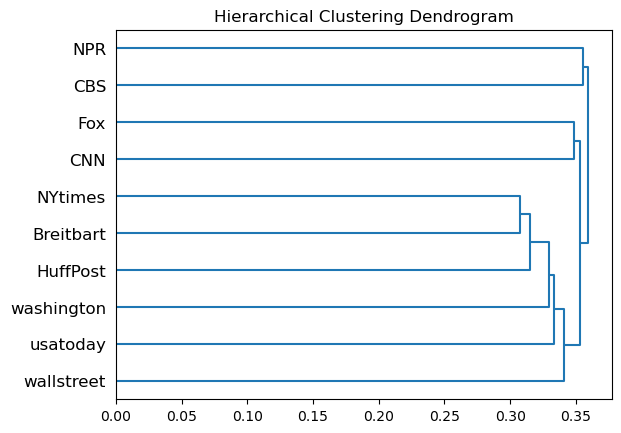 Hierarchical Clustering Dendrogram
NPR
CBS
Fox
CNN
NYtimes
Breitbart
HuffPost
washington
usatoday
wallstreet
0.00 0.05 0.10 0.15 0.20 0.25 0.30 0.35